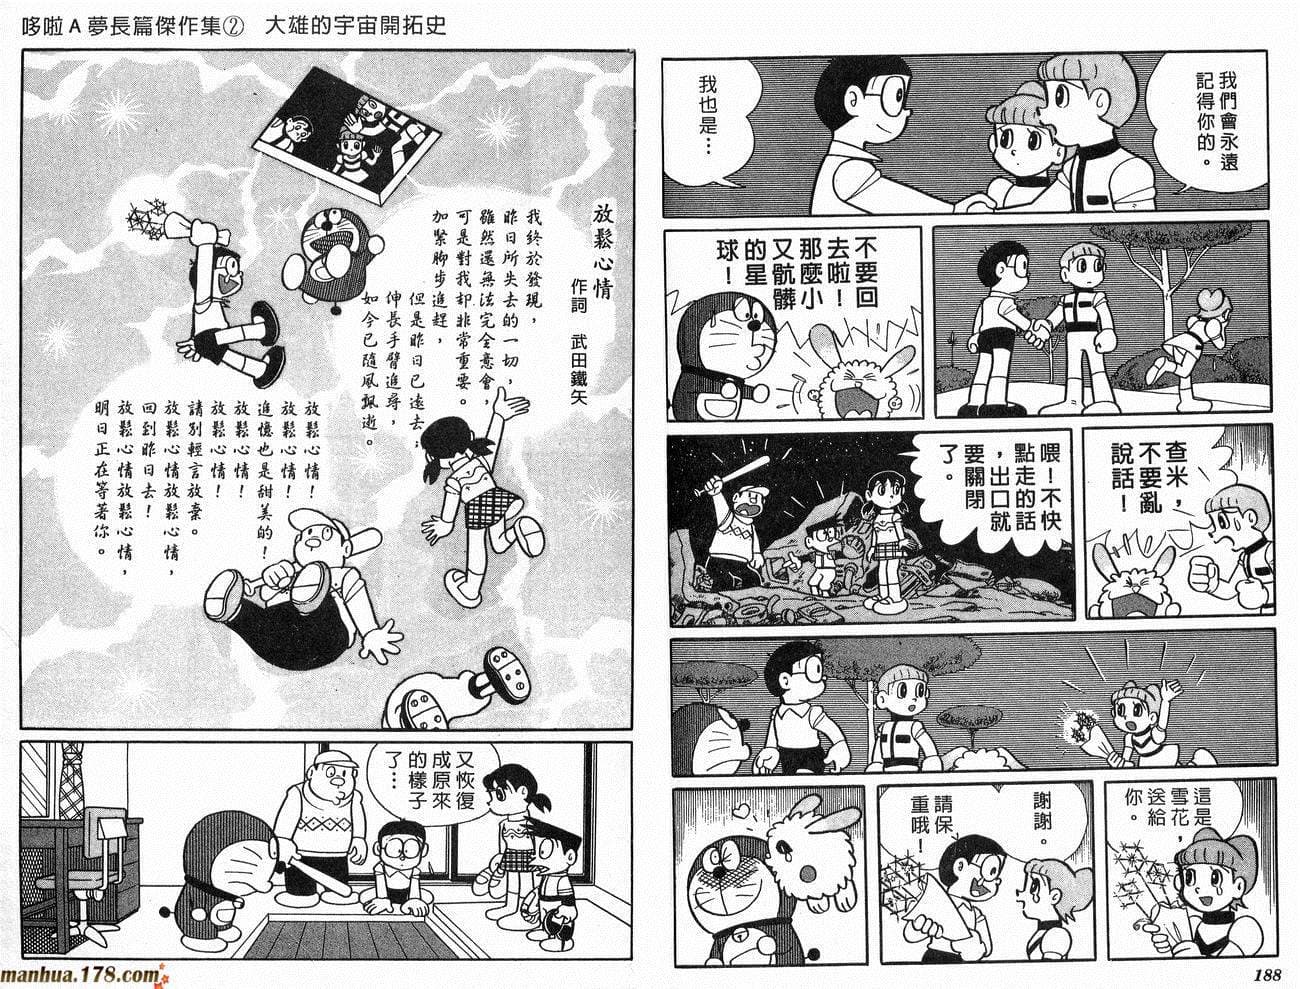 哆啦A夢長篇傑作集② 大雄的宇宙開拓史
我們會永遠
記得你的。
我也是…
不要回
去啦！
那麼小
又骯髒
的星
球！
查米，
不要亂
說話！
喂！不快
點走的話
，出口就
要關閉
了。
這是
雪花，
送給
你。
謝謝。
請保
重哦！
188
放鬆心情
作詞 武田鐵矢
我終於發現，
昨日所失去的一切，
雖然還無法完全意會，
可是對我卻非常重要。
加緊腳步追趕，
但是昨日已遠去；
伸長手臂追尋，
如今已隨風飄逝。
放鬆心情！
放鬆心情！
追憶也是甜美的！
放鬆心情！
放鬆心情！
請別輕言放棄。
放鬆心情放鬆心情，
回到昨日去！
放鬆心情放鬆心情，
明日正在等著你。
又恢復
成原來
的樣子
了…
manhua.178.com